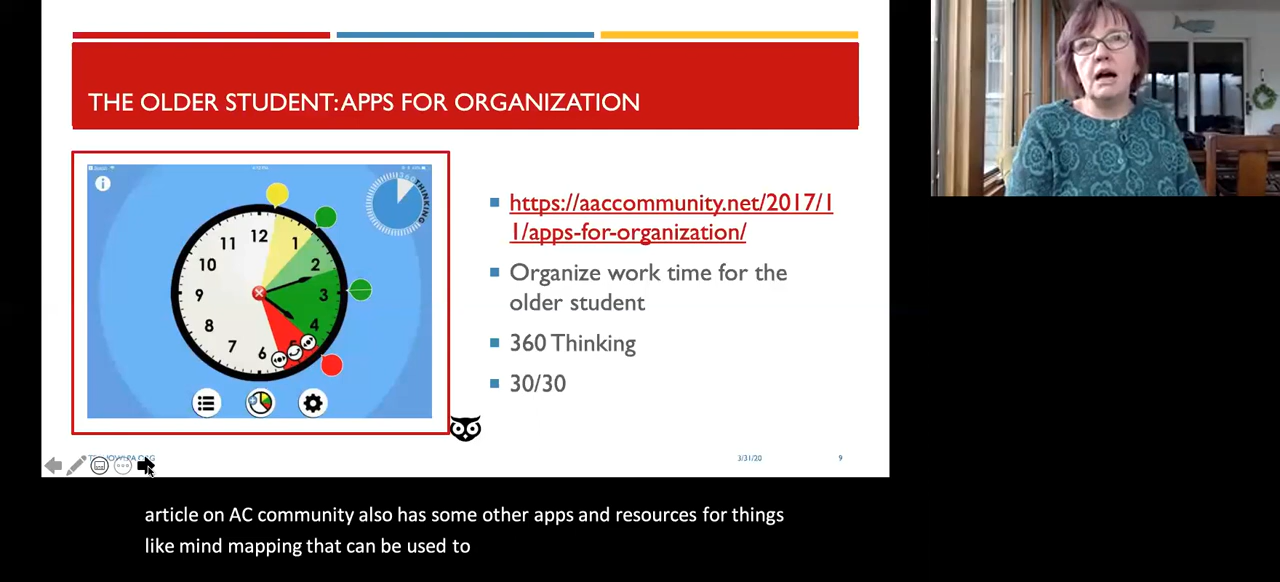 THE OLDER STUDENT: APPS FOR ORGANIZATION
i
360 THINKING!
11 12 1
10 2
9 3
8 4
7 6
https://aaccommunity.net/2017/1
1/apps-for-organization/
Organize work time for the
older student
360 Thinking
30/30
3/31/20
9
article on AC community also has some other apps and resources for things
like mind mapping that can be used to